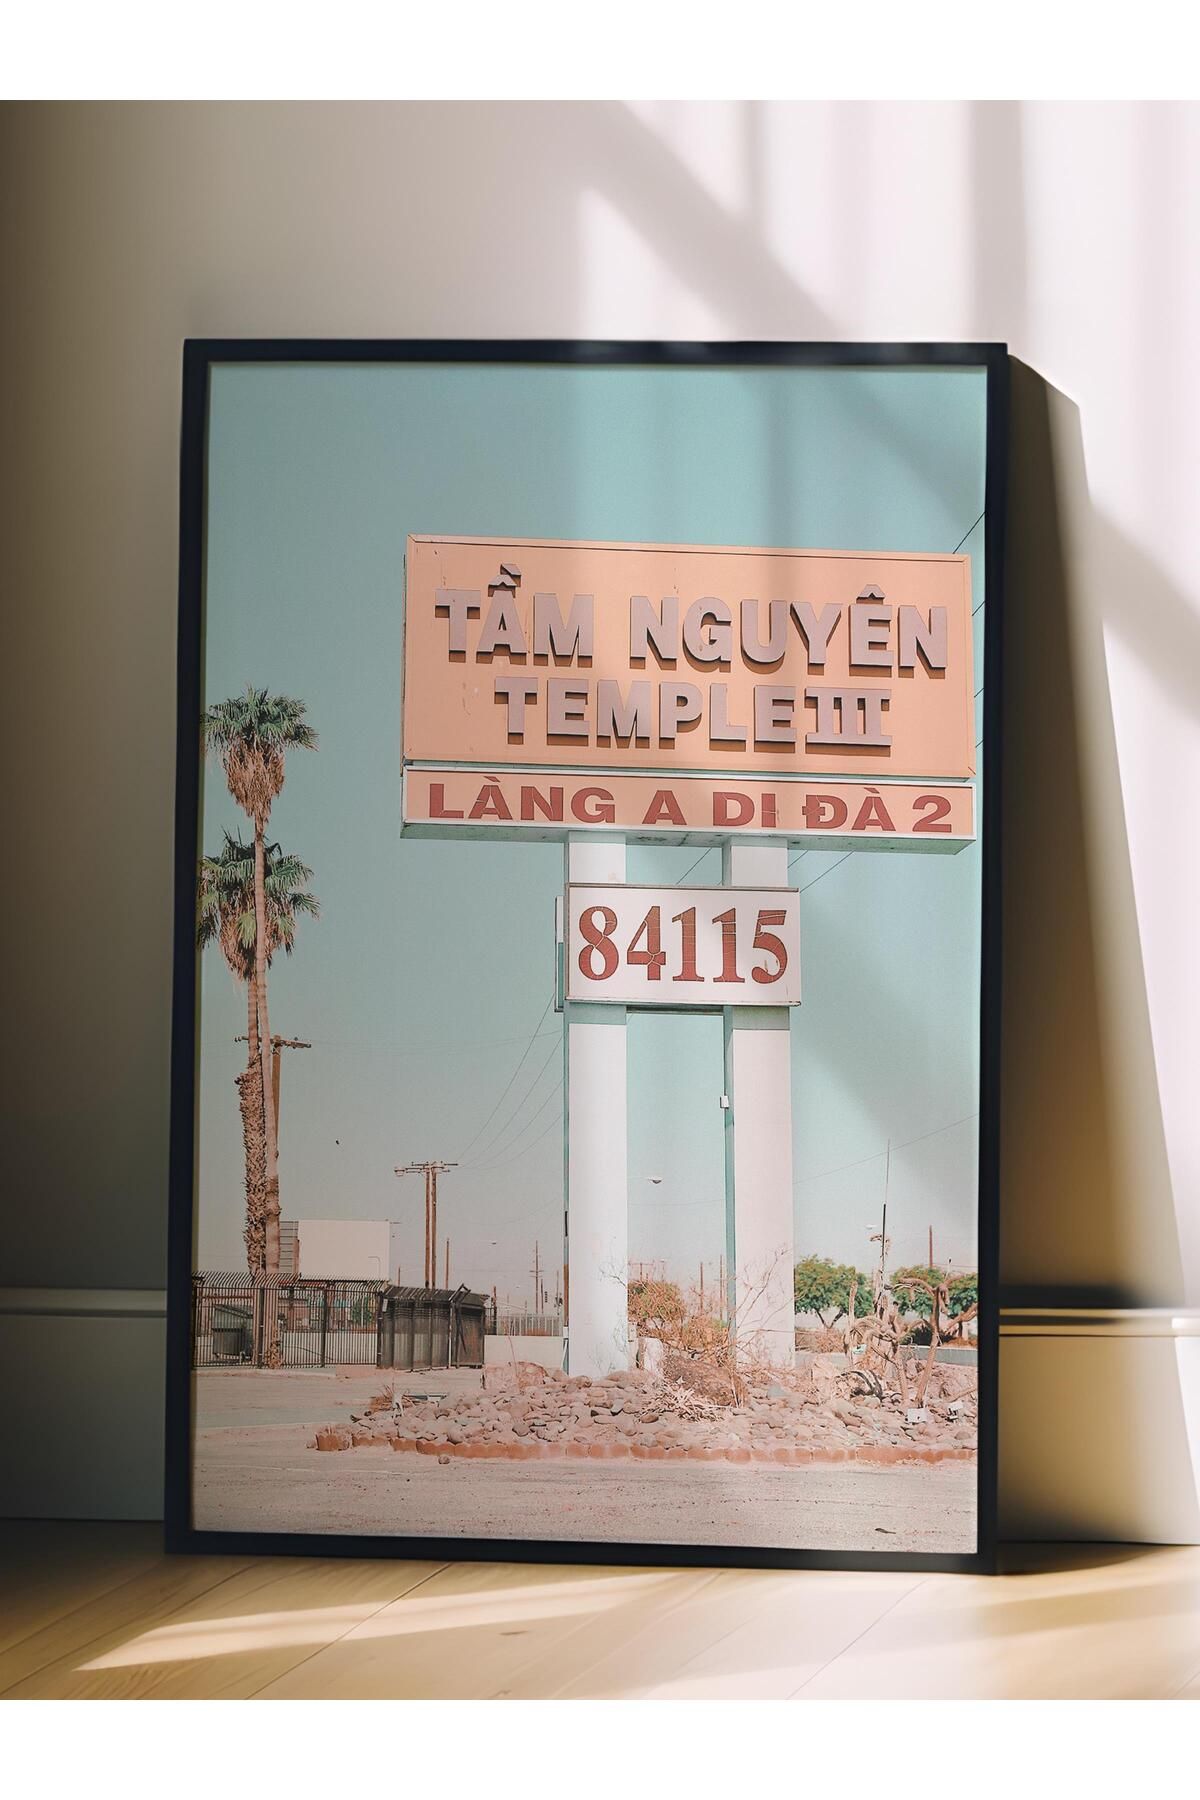 TẦM NGUYÊN
TEMPLE III
LÀNG A DI ĐÀ 2
84115